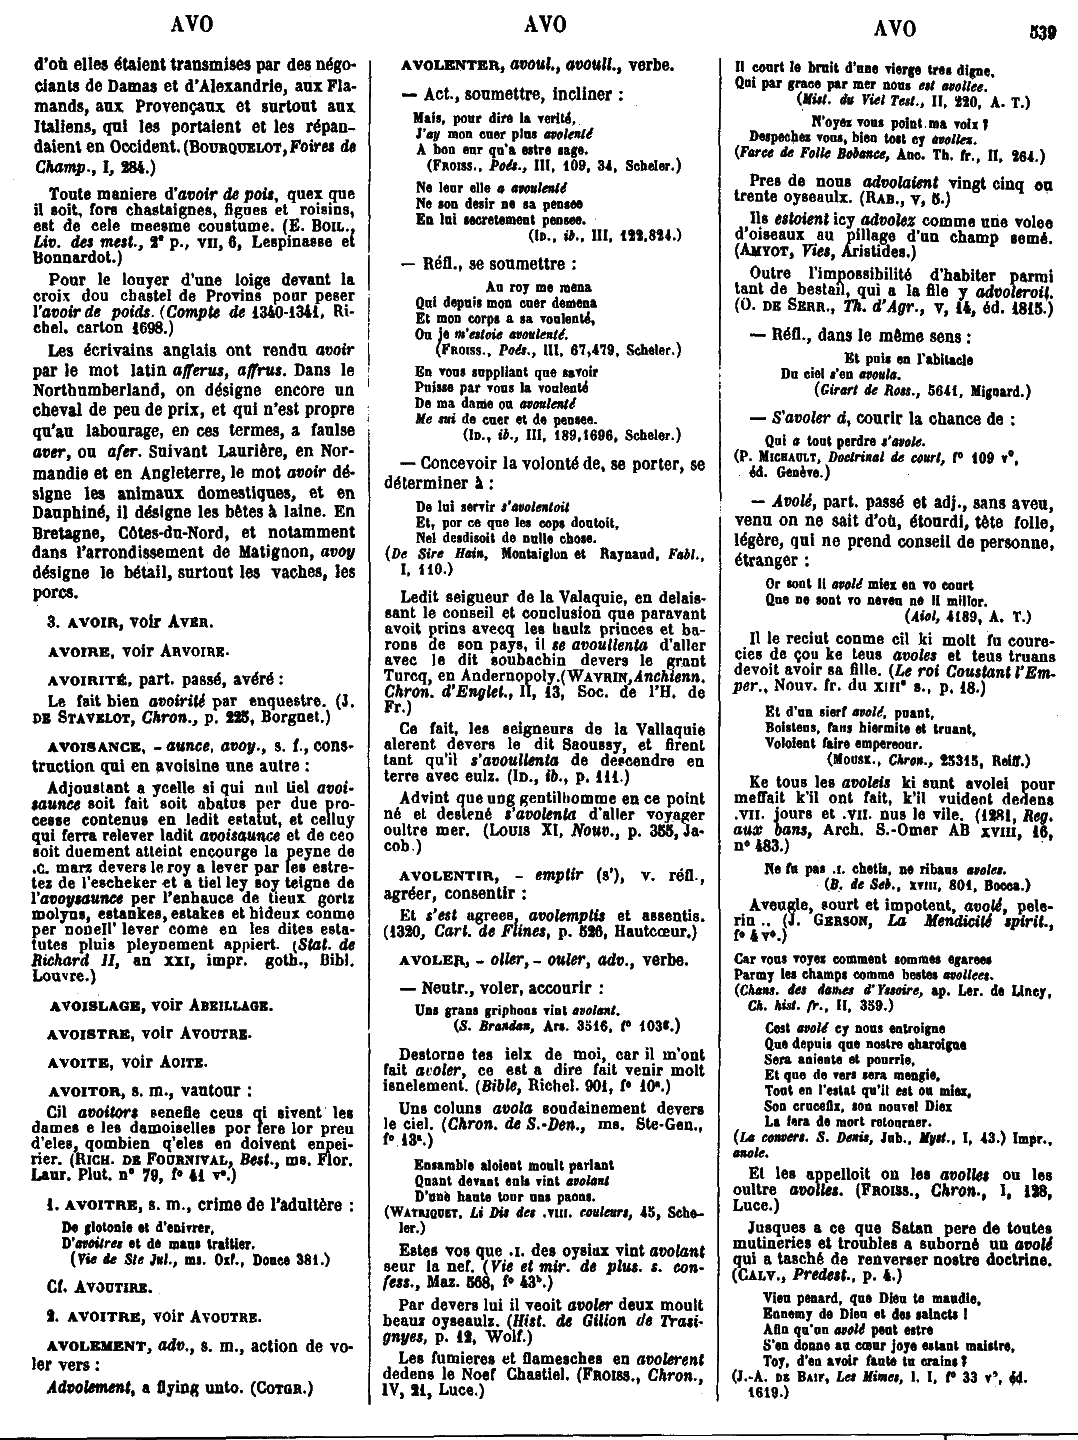 AVO
AVO
AVO
539
d'où elles étaient transmises par des négo-
ciants de Damas et d'Alexandrie, aux Fla-
mands, aux Provençaux et surtout aux
Italiens, qui les portaient et les répan-
daient en Occident. (BOURQUELOT, Foires de
Champ., I, 284.)
Toute maniere d'avoir de pois, quex que
il soit, fors chastaignes, figues et roisins,
est de cele meesme coustume. (E. BOIL.,
Liv. des mest., 2ᵉ p., VII, 6, Lespinasse et
Bonnardot.)
Pour le louyer d'une loige devant la
croix dou chastel de Provins pour peser
l'avoir de poids. (Compte de 1340-1341, Ri-
chel. carton 1698.)
Les écrivains anglais ont rendu avoir
par le mot latin afferus, affrus. Dans le
Northumberland, on désigne encore un
cheval de peu de prix, et qui n'est propre
qu'au labourage, en ces termes, a faulse
aver, ou afer. Suivant Laurière, en Nor-
mandie et en Angleterre, le mot avoir dé-
signe les animaux domestiques, et en
Dauphiné, il désigne les bêtes à laine. En
Bretagne, Côtes-du-Nord, et notamment
dans l'arrondissement de Matignon, avoy
désigne le bétail, surtout les vaches, les
porcs.
3. AVOIR, voir AVER.
AVOIRE, voir ARVOIRE.
AVOIRITÉ, part. passé, avéré :
Le fait bien avoirité par enquestre. (J.
DE STAVELOT, Chron., p. 225, Borgnet.)
AVOISANCE, - aunce, avoy., s. f., cons-
truction qui en avoisine une autre :
Adjoustant a ycelle si qui nul tiel avoi-
saunce soit fait soit abatus per due pro-
cesse contenus en ledit estatut, et celluy
qui ferra relever ladit avoisaunce et de ceo
soit duement atteint encourge la peyne de
.C. marz devers le roy a lever par les estre-
tez de l'escheker et a tiel ley soy teigne de
l'avoysaunce per l'enhauce de tieux gortz
molyns, estankes, estakes et hideux conme
per nonell' lever come en les dites esta-
tutes pluis pleynement appiert. (Stat. de
Richard II, an XXI, impr. goth., Bibl.
Louvre.)
AVOISLAGE, voir ABEILLAGE.
AVOISTRE, voir AVOUTRE.
AVOITE, voir AOITE.
AVOITOR, s. m., vantour :
Cil avoitors senefie ceus qi sivent les
dames e les damoiselles por fere lor preu
d'eles, qombien q'eles en doivent enpei-
rier. (RICH. DE FOURNIVAL, Best., ms. Flor.
Laur. Plut. n° 79, f° 41 v°.)
1. AVOITRE, s. m., crime de l'adultère :
De glotonie et d'enivrer,
D'avoitres et de maus traitier.
(Vie de Ste Jul., ms. Oxf., Douce 381.)
Cf. AVOUTIRE.
2. AVOITRE, voir AVOUTRE.
AVOLEMENT, adv., s. m., action de vo-
ler vers :
Advolement, a flying unto. (COTGR.)
AVOLENTER, avoul., avoull., verbe.
— Act., soumettre, incliner :
Mais, pour dire la verité,
J'ay mon cuer plus avolenté
A bon eur qu'a estre sage.
(FROISS., Poés., III, 109, 34, Scheler.)
Ne leur elle a avoulenté
Ne son desir ne sa pensee
En lui secretement pensee.
(ID., ib., III, 122,824.)
— Réfl., se soumettre :
Au roy me mena
Qui depuis mon cuer demena
Et mon corps a sa voulenté,
Ou je m'estoie avoulenté.
(FROISS., Poés., III, 67,479, Scheler.)
En vous suppliant que savoir
Puisse par vous la voulenté
De ma dame ou avoulenté
Me sui de cuer et de pensee.
(ID., ib., III, 189,1696, Scheler.)
— Concevoir la volonté de, se porter, se
déterminer à :
De lui servir s'avolentoit
Et, por ce que les cops doutoit,
Nel desdisoit de nulle chose.
(De Sire Hain, Montaiglon et Raynaud, Fabl.,
I, 110.)
Ledit seigueur de la Valaquie, en delais-
sant le conseil et conclusion que paravant
avoit prins avecq les haulz princes et ba-
rons de son pays, il se avoullenta d'aller
avec le dit soubachin devers le grant
Turcq, en Andernopoly. (WAVRIN, Anchienn.
Chron. d'Englet., II, 13, Soc. de l'H. de
Fr.)
Ce fait, les seigneurs de la Vallaquie
alerent devers le dit Saoussy, et firent
tant qu'il s'avoullenta de descendre en
terre avec eulz. (ID., ib., p. 111.)
Advint que ung gentilhomme en ce point
né et destené s'avolenta d'aller voyager
oultre mer. (LOUIS XI, Nouv., p. 355, Ja-
cob.)
AVOLENTIR, - emptir (s'), v. réfl.,
agréer, consentir :
Et s'est agrees, avolemptis et assentis.
(1320, Cart. de Flines, p. 526, Hautcœur.)
AVOLER, - oller, - ouler, adv., verbe.
— Neutr., voler, accourir :
Uns grans griphons vint avolant.
(S. Brandan, Ars. 3516, f° 103ᵉ.)
Destorne tes ielx de moi, car il m'ont
fait avoler, ce est a dire fait venir molt
isnelement. (Bible, Richel. 901, f° 10ᵃ.)
Uns coluns avola soudainement devers
le ciel. (Chron. de S.-Den., ms. Ste-Gen.,
f° 13ᵃ.)
Ensamble aloient moult parlant
Quant devant euls vint avolant
D'une haute tour uns paons.
(WATRIQUET, Li Dis des .VIII. couleurs, 45, Sche-
ler.)
Estes vos que .I. des oysiax vint avolant
seur la nef. (Vie et mir. de plus. s. con-
fess., Maz. 568, f° 43ᵇ.)
Par devers lui il veoit avoler deux moult
beauz oyseaulz. (Hist. de Gilion de Trasi-
gnyes, p. 12, Wolf.)
Les fumieres et flamesches en avolerent
dedens le Noef Chastiel. (FROISS., Chron.,
IV, 21, Luce.)
Il court le bruit d'une vierge tres digne,
Qui par grace par mer nous est avollee.
(Mist. du Viel Test., II, 220, A. T.)
N'oyez vous point ma voix ?
Despechez vous, bien tost cy avollez.
(Farce de Folle Bobance, Anc. Th. fr., II, 264.)
Pres de nous advolaient vingt cinq ou
trente oyseaulx. (RAB., V, 5.)
Ils estoient icy advolez comme une volee
d'oiseaux au pillage d'un champ semé.
(AMYOT, Vies, Aristides.)
Outre l'impossibilité d'habiter parmi
tant de bestail, qui a la file y advoleroit.
(O. DE SERR., Th. d'Agr., V, 14, éd. 1815.)
— Réfl., dans le même sens :
Et puis en l'abitacle
Du ciel s'en avoula.
(Girart de Ross., 5641, Mignard.)
— S'avoler à, courir la chance de :
Qui a tout perdre s'avole.
(P. MICHAULT, Doctrinal de court, f° 109 v°,
éd. Genève.)
— Avolé, part. passé et adj., sans aveu,
venu on ne sait d'où, étourdi, tête folle,
légère, qui ne prend conseil de personne,
étranger :
Or sont li avolé miex en vo court
Que ne sont vo neveu ne li millor.
(Aiol, 4189, A. T.)
Il le reciut conme cil ki molt fu coure-
cies de çou ke teus avoles et teus truans
devoit avoir sa fille. (Le roi Coustant l'Em-
per., Nouv. fr. du XIIIᵉ s., p. 18.)
Et d'un sierf avolé, puant,
Boistens, fans hiermite et truant,
Voloient faire empereour.
(MOUSK., Chron., 25315, Reiff.)
Ke tous les avoleis ki sunt avolei pour
meffait k'il ont fait, k'il vuident dedens
.VII. jours et .VII. nus le vile. (1281, Reg.
aux bans, Arch. S.-Omer AB XVIII, 16,
n° 483.)
Ne fu pas .I. chetis, ne ribaus avoles.
(B. de Seb., XVIII, 801, Bocca.)
Aveugle, sourt et impotent, avolé, pele-
rin .. (J. GERSON, La Mendicité spirit.,
f° 4 v°.)
Car vous voyez comment sommes egarees
Parmy les champs comme bestes avollees.
(Chans. des dames d'Yssoire, ap. Ler. de Lincy,
Ch. hist. fr., II, 359.)
Cest avolé cy nous entroigne
Que depuis que nostre charoigne
Sera aniente et pourrie,
Et que de vers sera mengie,
Tout en l'estat qu'il est ou miex,
Son crucefix, son nouvel Diex
La fera de mort retourner.
(La convers. S. Denis, Jub., Myst., I, 43.) Impr.,
anole.
Et les appelloit on les avolles ou les
oultre avolles. (FROISS., Chron., I, 128,
Luce.)
Jusques a ce que Satan pere de toutes
mutineries et troubles a suborné un avolé
qui a tasché de renverser nostre doctrine.
(CALV., Predest., p. 4.)
Vieu penard, que Dieu te maudie,
Ennemy de Dieu et des saincts !
Afin qu'un avolé peut estre
S'en donne au cœur joye estant maistre,
Toy, d'en avoir faute tu crains ?
(J.-A. DE BAIF, Les Mimes, l. I, f° 33 v°, éd.
1619.)